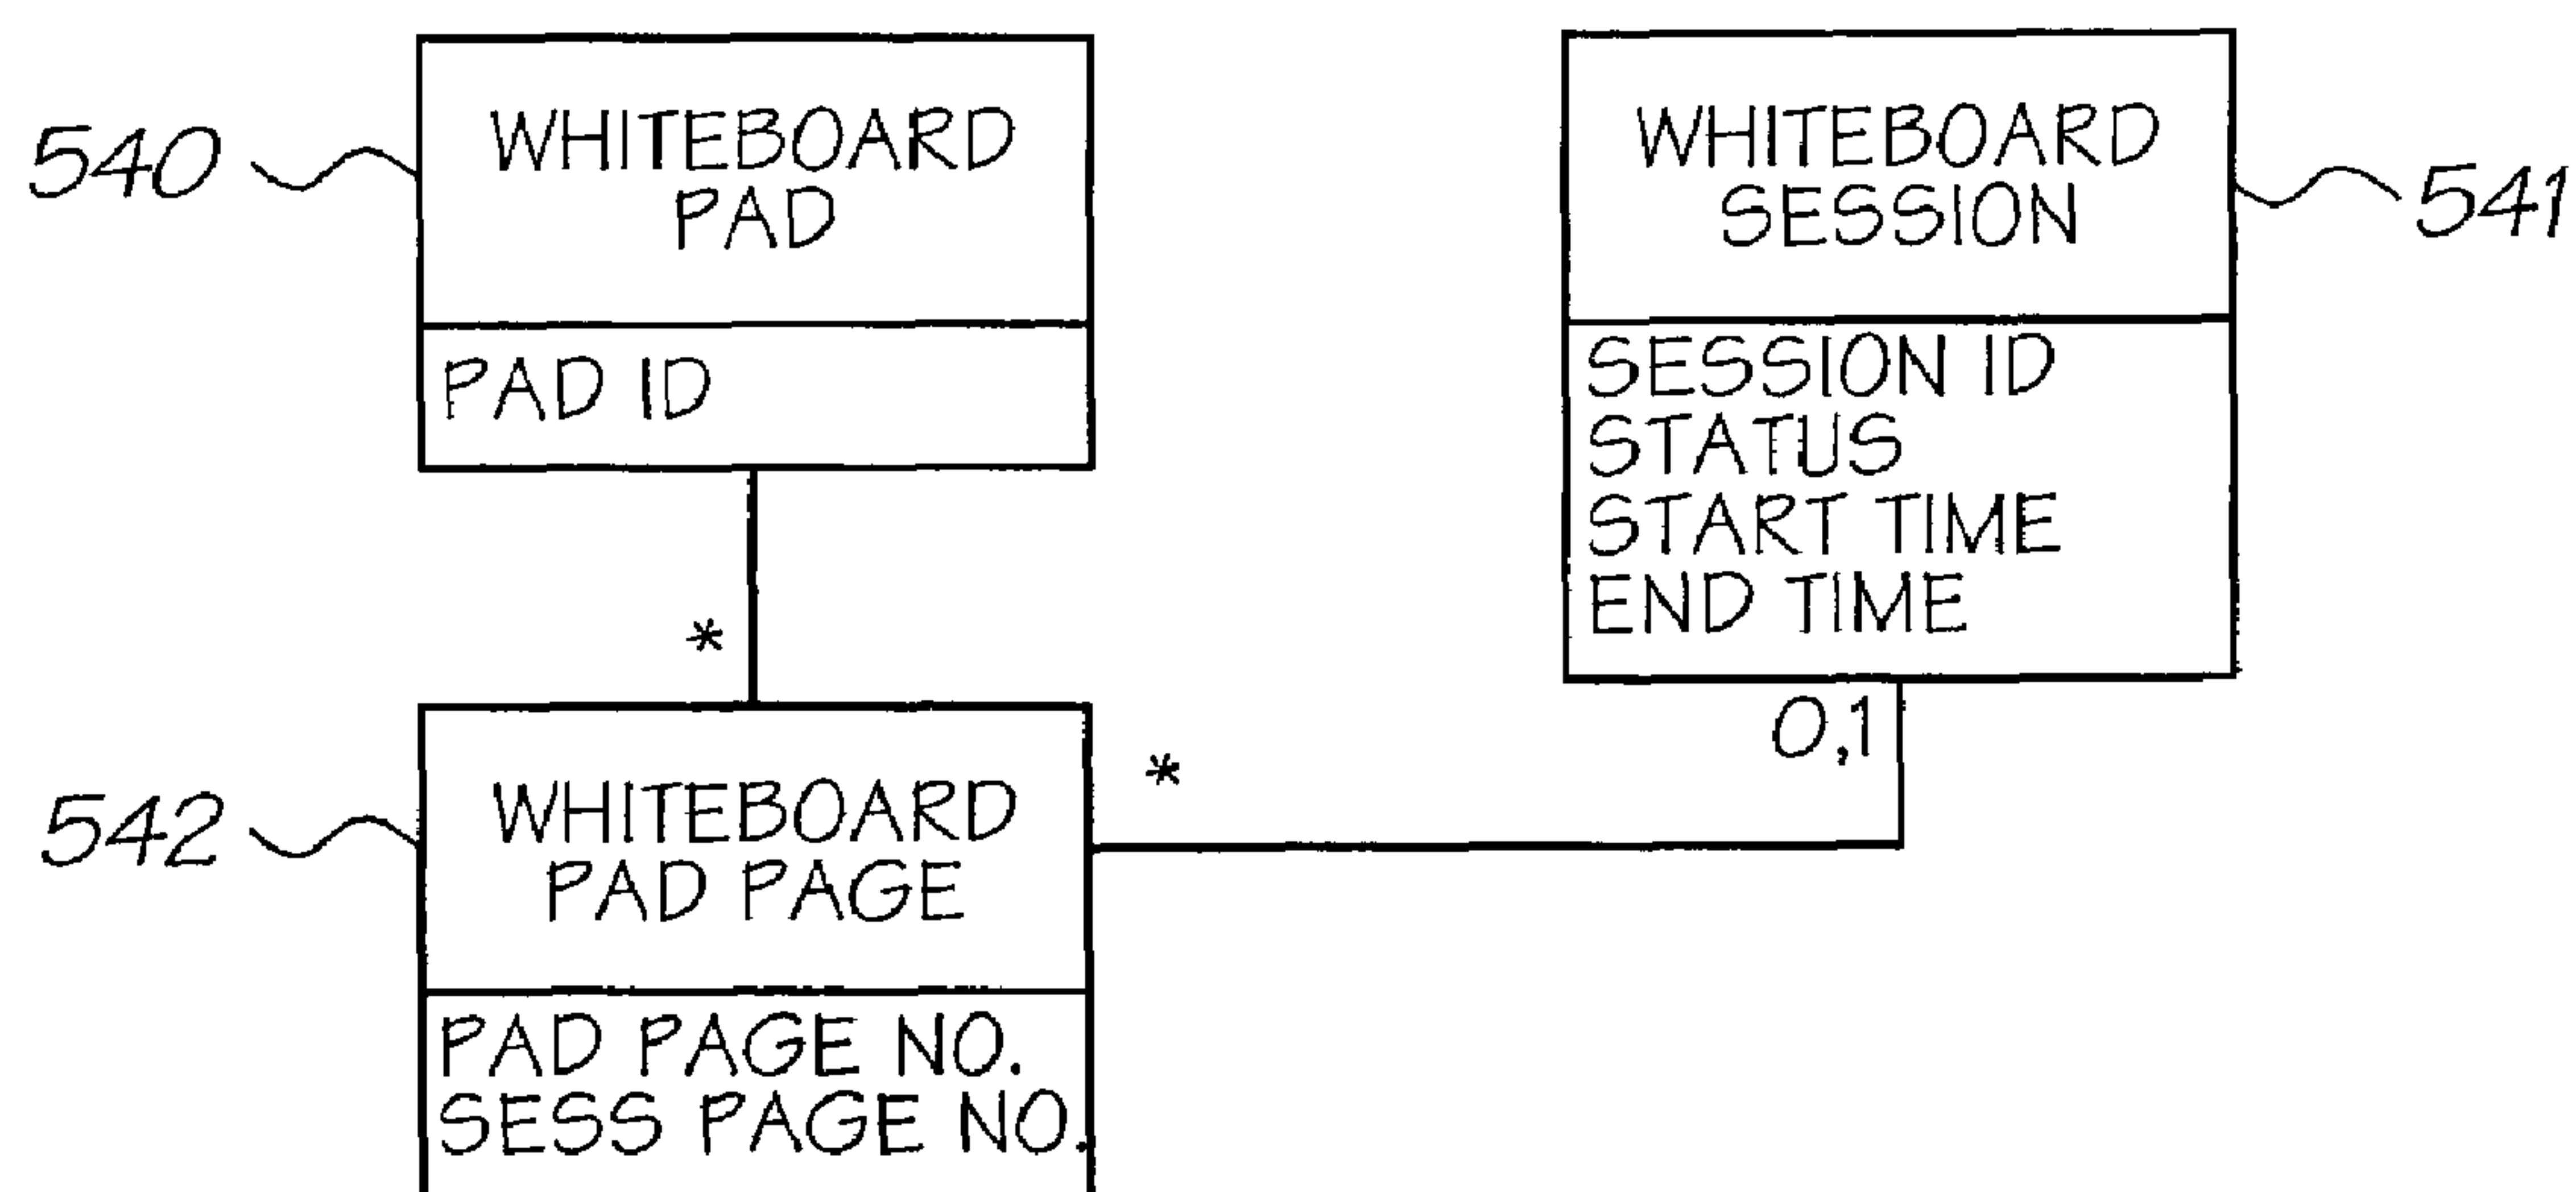 540
WHITEBOARD
PAD
PAD ID
*
WHITEBOARD
SESSION
541
SESSION ID
STATUS
START TIME
END TIME
0,1
*
542
WHITEBOARD
PAD PAGE
PAD PAGE NO.
SESS PAGE NO.